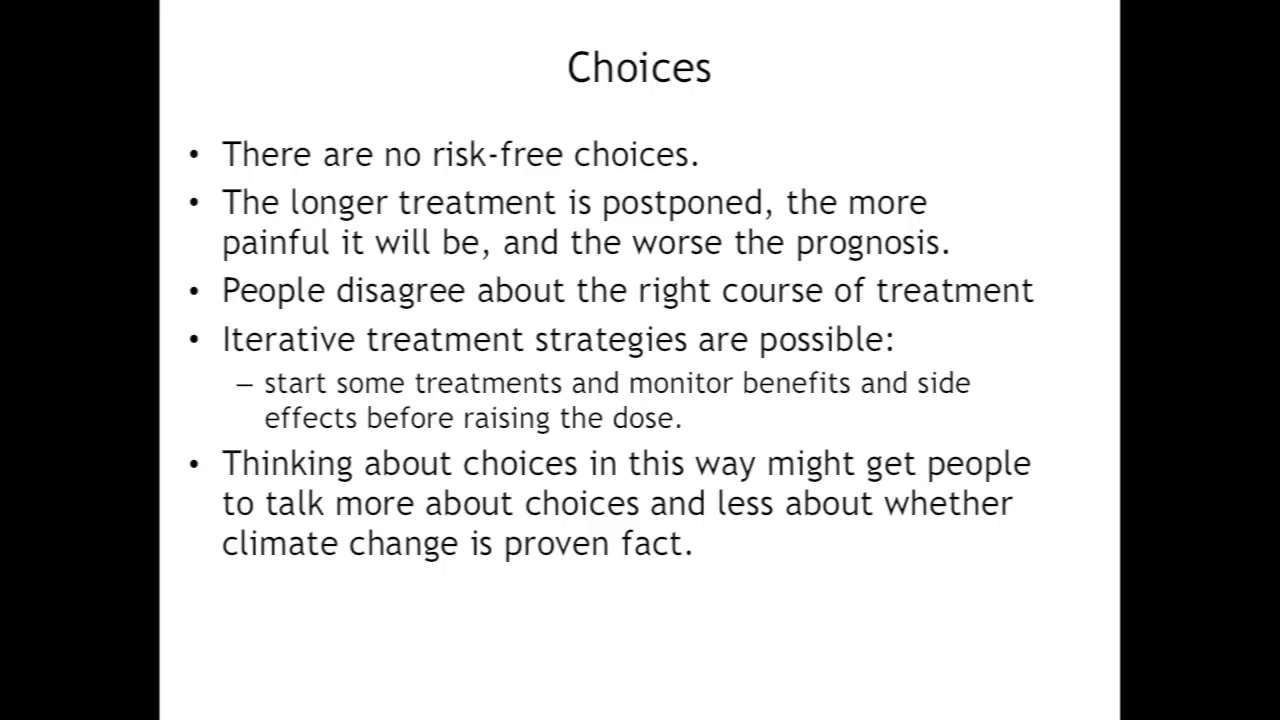 Choices
• There are no risk-free choices.
• The longer treatment is postponed, the more
painful it will be, and the worse the prognosis.
• People disagree about the right course of treatment
• Iterative treatment strategies are possible:
– start some treatments and monitor benefits and side
effects before raising the dose.
• Thinking about choices in this way might get people
to talk more about choices and less about whether
climate change is proven fact.